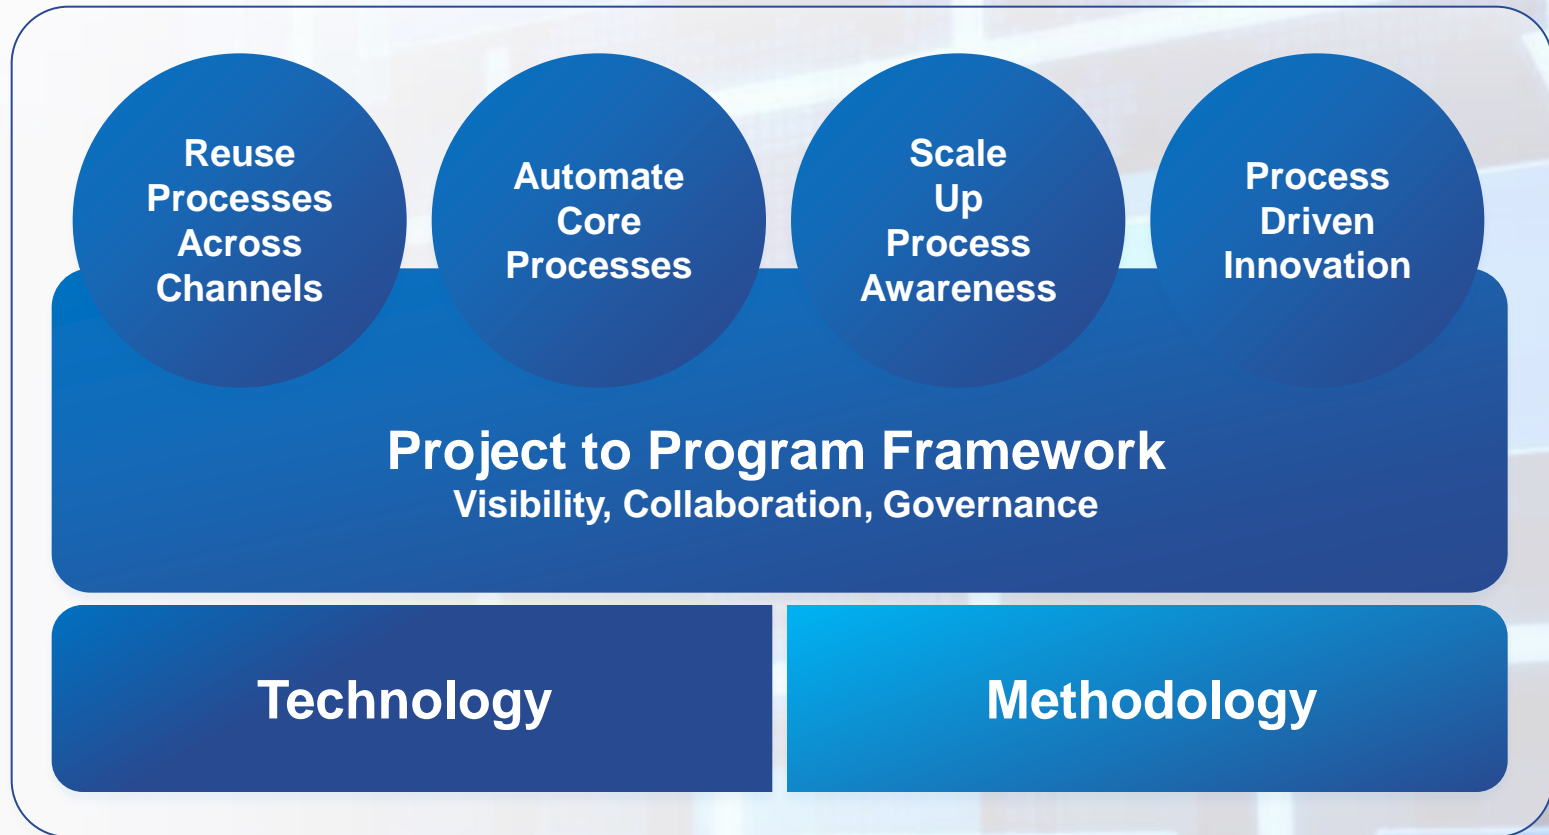 Reuse
Processes
Across
Channels
Automate
Core
Processes
Scale
Up
Process
Awareness
Process
Driven
Innovation
Project to Program Framework
Visibility, Collaboration, Governance
Technology
Methodology